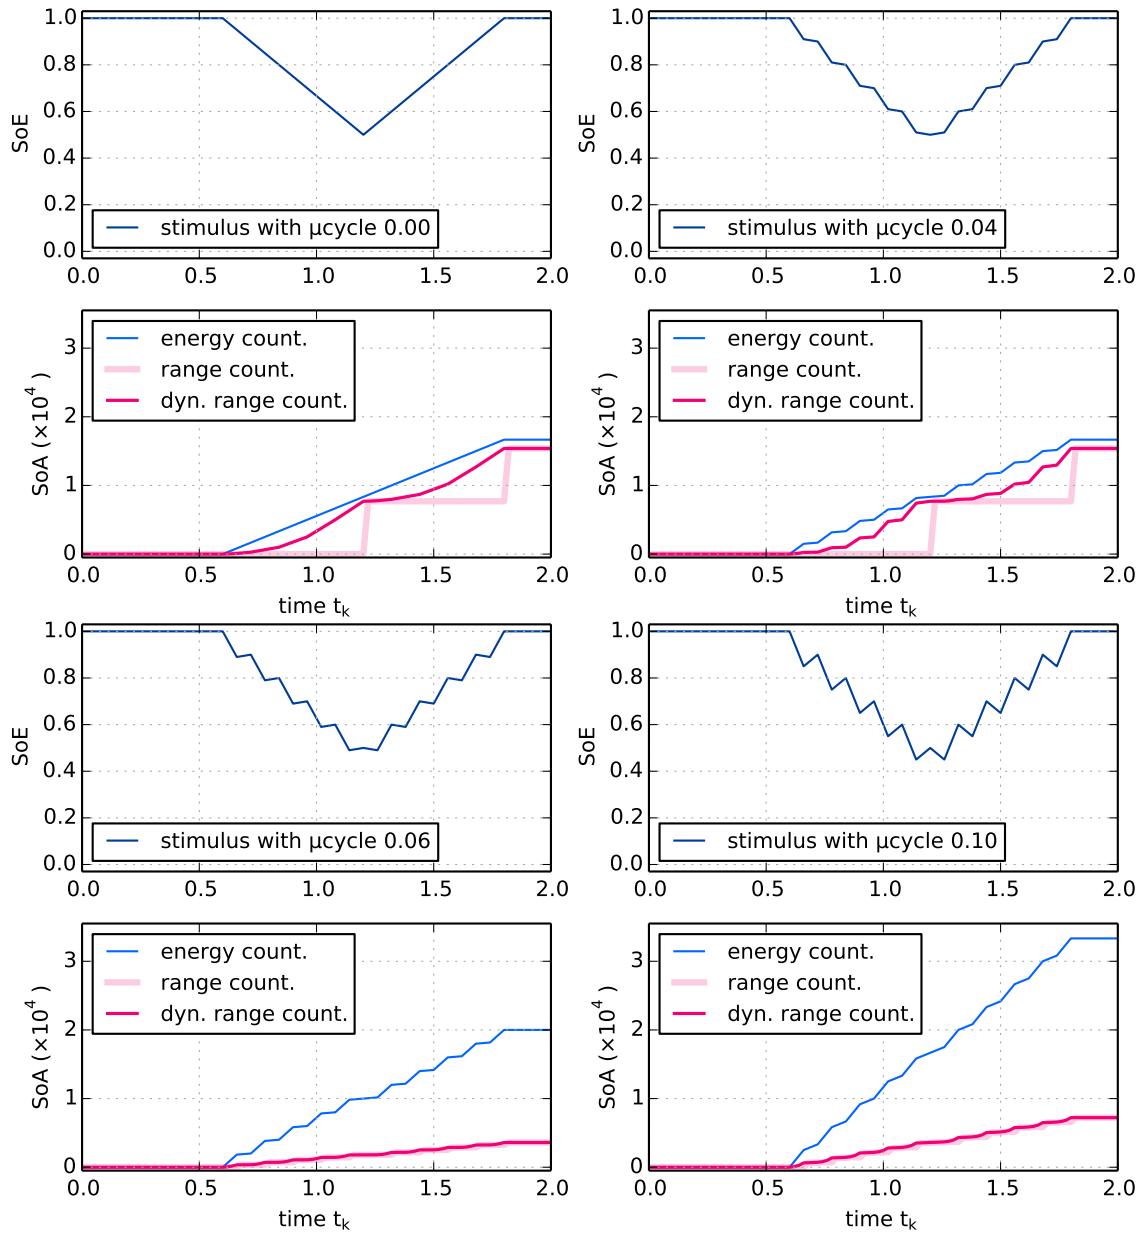 SoE
1.0
0.8
0.6
0.4
0.2
0.0
stimulus with µcycle 0.00
0.0 0.5 1.0 1.5 2.0
SoE
1.0
0.8
0.6
0.4
0.2
0.0
stimulus with µcycle 0.04
0.0 0.5 1.0 1.5 2.0
SoA (×10⁴ )
3
2
1
0
energy count.
range count.
dyn. range count.
0.0 0.5 1.0 1.5 2.0
time tₖ
SoA (×10⁴ )
3
2
1
0
energy count.
range count.
dyn. range count.
0.0 0.5 1.0 1.5 2.0
time tₖ
SoE
1.0
0.8
0.6
0.4
0.2
0.0
stimulus with µcycle 0.06
0.0 0.5 1.0 1.5 2.0
SoE
1.0
0.8
0.6
0.4
0.2
0.0
stimulus with µcycle 0.10
0.0 0.5 1.0 1.5 2.0
SoA (×10⁴ )
3
2
1
0
energy count.
range count.
dyn. range count.
0.0 0.5 1.0 1.5 2.0
time tₖ
SoA (×10⁴ )
3
2
1
0
energy count.
range count.
dyn. range count.
0.0 0.5 1.0 1.5 2.0
time tₖ